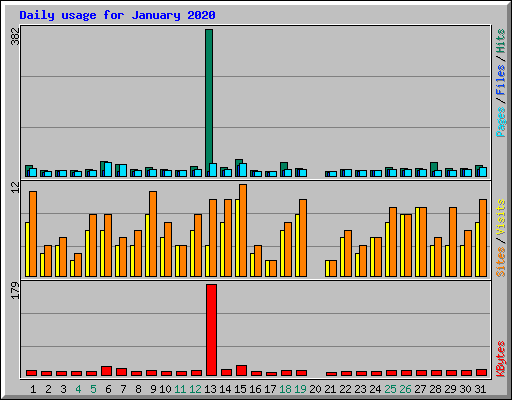 Daily usage for January 2020
382
Pages / Files / Hits
12
Sites / Visits
179
KBytes
1 2 3 4 5 6 7 8 9 10 11 12 13 14 15 16 17 18 19 20 21 22 23 24 25 26 27 28 29 30 31